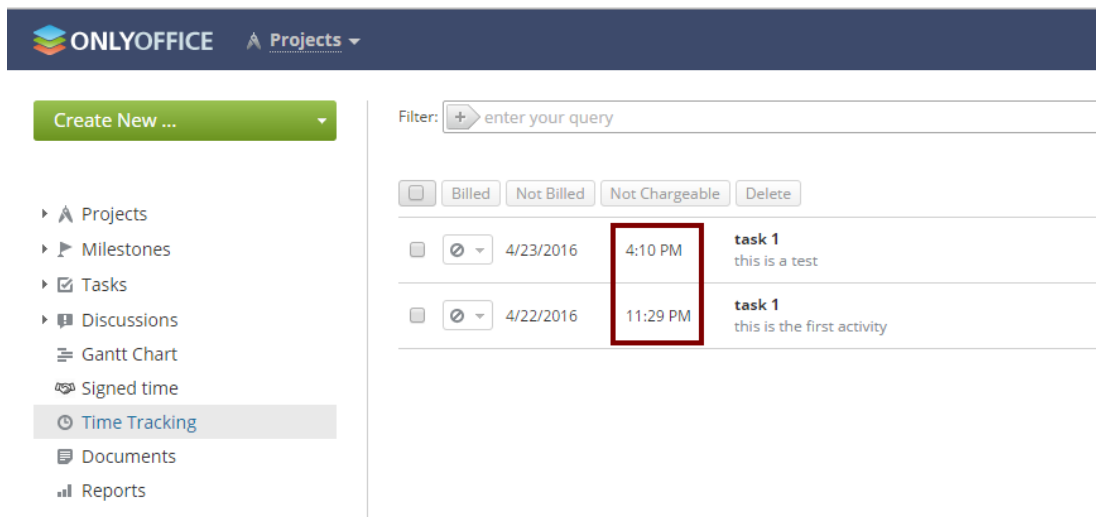 ONLYOFFICE Projects
Create New ...
Filter: + enter your query
Billed Not Billed Not Chargeable Delete
Projects
Milestones
Tasks
Discussions
Gantt Chart
Signed time
Time Tracking
Documents
Reports
4/23/2016 4:10 PM task 1
this is a test
4/22/2016 11:29 PM task 1
this is the first activity